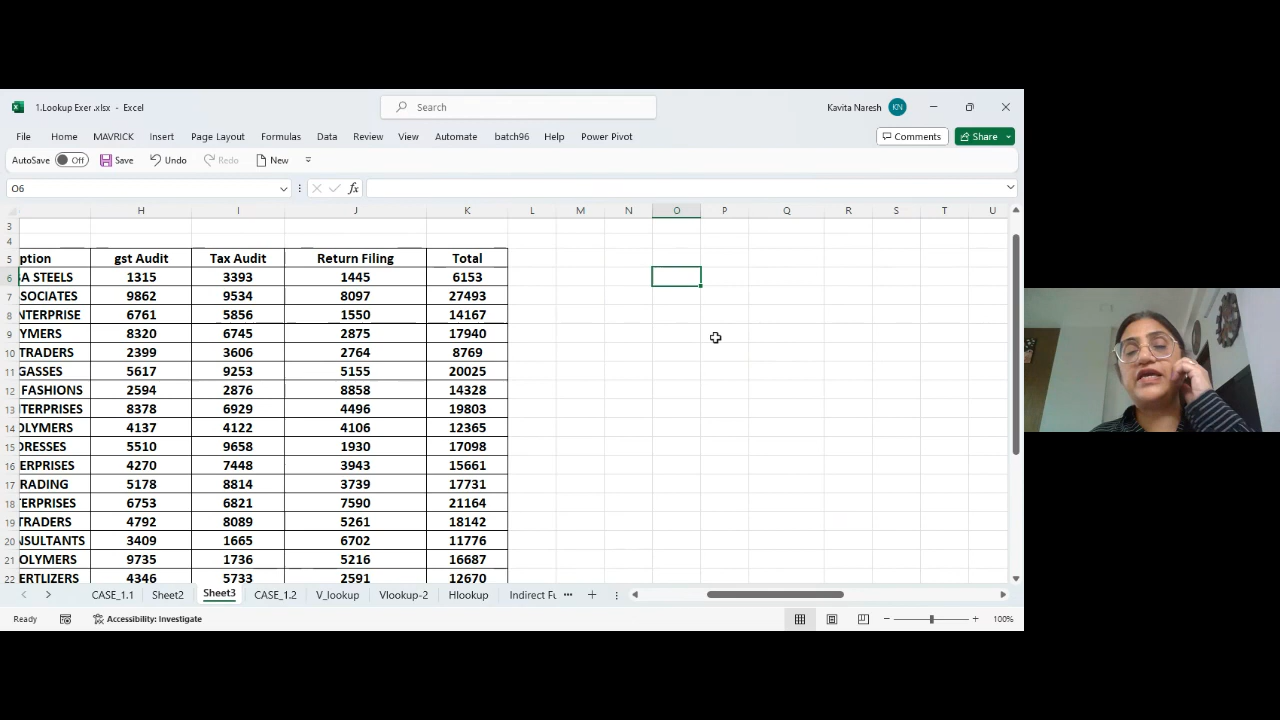 1.Lookup Exer .xlsx - Excel
Search
Kavita Naresh KN
File Home MAVRICK Insert Page Layout Formulas Data Review View Automate batch96 Help Power Pivot Comments Share
AutoSave Off Save Undo Redo New
O6 fx
H I J K L M N O P Q R S T U
3
4
5 ption gst Audit Tax Audit Return Filing Total
6 A STEELS 1315 3393 1445 6153
7 SOCIATES 9862 9534 8097 27493
8 NTERPRISE 6761 5856 1550 14167
9 YMERS 8320 6745 2875 17940
10 TRADERS 2399 3606 2764 8769
11 GASSES 5617 9253 5155 20025
12 FASHIONS 2594 2876 8858 14328
13 TERPRISES 8378 6929 4496 19803
14 OLYMERS 4137 4122 4106 12365
15 DRESSES 5510 9658 1930 17098
16 ERPRISES 4270 7448 3943 15661
17 RADING 5178 8814 3739 17731
18 ERPRISES 6753 6821 7590 21164
19 TRADERS 4792 8089 5261 18142
20 NSULTANTS 3409 1665 6702 11776
21 OLYMERS 9735 1736 5216 16687
22 ERTLIZERS 4346 5733 2591 12670
CASE_1.1 Sheet2 Sheet3 CASE_1.2 V_lookup Vlookup-2 Hlookup Indirect Fu ...
Ready Accessibility: Investigate 100%